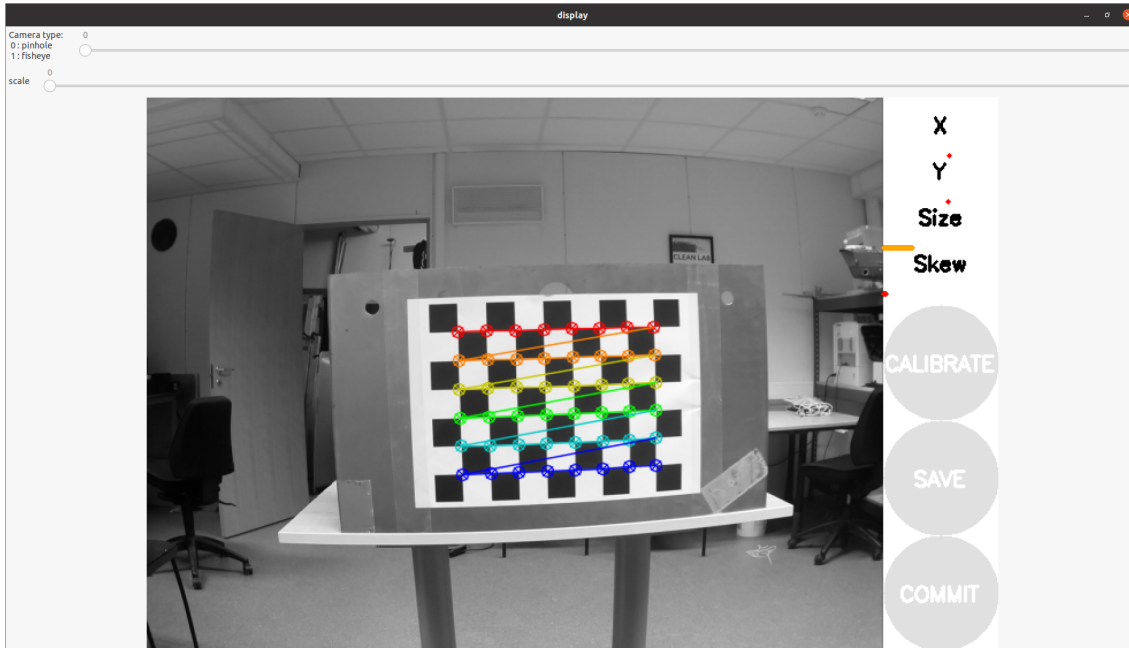 display
Camera type:
0 : pinhole
1 : fisheye
0
scale
0
X
Y
Size
Skew
CLEAN LAB
CALIBRATE
SAVE
COMMIT